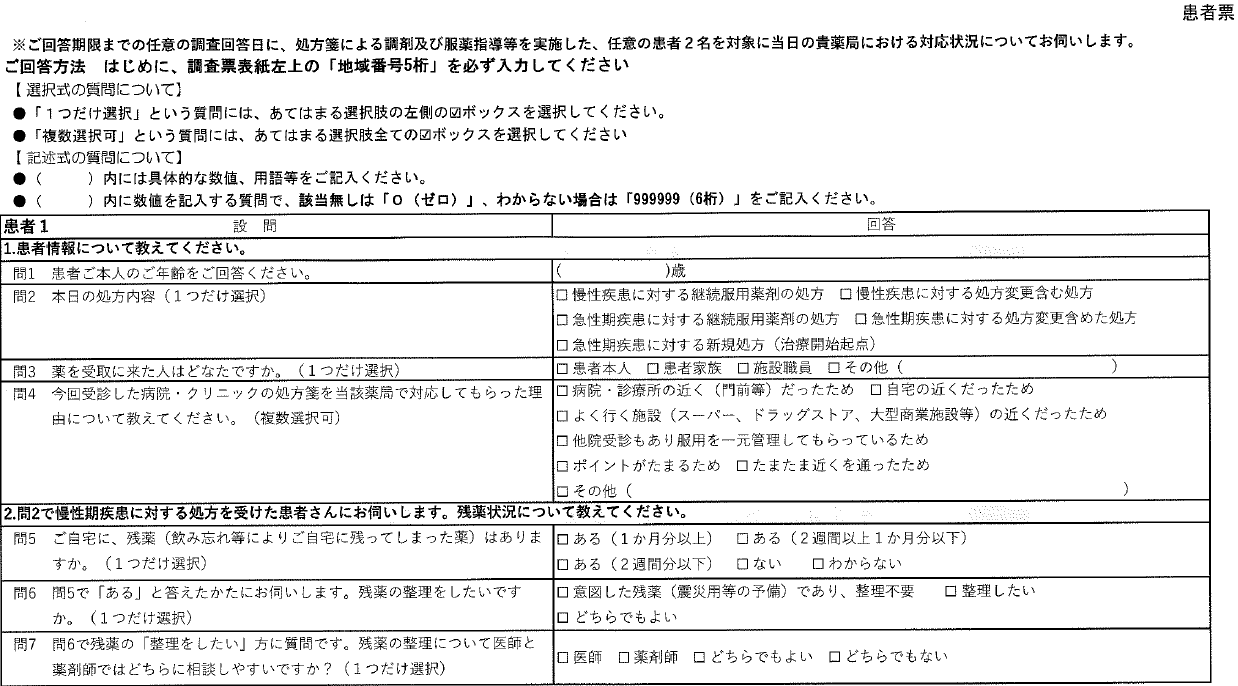 患者票
※ご回答期限までの任意の調査回答日に、処方箋による調剤及び服薬指導等を実施した、任意の患者２名を対象に当日の貴薬局における対応状況についてお伺いします。
ご回答方法　はじめに、調査票表紙左上の「地域番号5桁」を必ず入力してください
【選択式の質問について】
●「１つだけ選択」という質問には、あてはまる選択肢の左側の☑ボックスを選択してください。
●「複数選択可」という質問には、あてはまる選択肢全ての☑ボックスを選択してください
【記述式の質問について】
●（　　　）内には具体的な数値、用語等をご記入ください。
●（　　　）内に数値を記入する質問で、該当無しは「０（ゼロ）」、わからない場合は「999999（6桁）」をご記入ください。
患者１　設　問　回答
1.患者情報について教えてください。
問1　患者ご本人のご年齢をご回答ください。　(　　　　　)歳
問2　本日の処方内容（１つだけ選択）　□慢性疾患に対する継続服用薬剤の処方　□慢性疾患に対する処方変更含む処方
□急性期疾患に対する継続服用薬剤の処方　□急性期疾患に対する処方変更含めた処方
□急性期疾患に対する新規処方（治療開始起点）
問3　薬を受取に来た人はどなたですか。（１つだけ選択）　□患者本人　□患者家族　□施設職員　□その他（　　　　　　　）
問4　今回受診した病院・クリニックの処方箋を当該薬局で対応してもらった理由について教えてください。（複数選択可）　□病院・診療所の近く（門前等）だったため　□自宅の近くだったため
□よく行く施設（スーパー、ドラッグストア、大型商業施設等）の近くだったため
□他院受診もあり服用を一元管理してもらっているため
□ポイントがたまるため　□たまたま近くを通ったため
□その他（　　　　　　　　　　　　　　　）
2.問2で慢性期疾患に対する処方を受けた患者さんにお伺いします。残薬状況について教えてください。
問5　ご自宅に、残薬（飲み忘れ等によりご自宅に残ってしまった薬）はありますか。（１つだけ選択）　□ある（１か月分以上）　□ある（２週間以上１か月分以下）
□ある（２週間分以下）　□ない　□わからない
問6　問5で「ある」と答えたかたにお伺いします。残薬の整理をしたいですか。（１つだけ選択）　□意図した残薬（震災用等の予備）であり、整理不要　□整理したい
□どちらでもよい
問7　問6で残薬の「整理をしたい」方に質問です。残薬の整理について医師と薬剤師ではどちらに相談しやすいですか？（１つだけ選択）　□医師　□薬剤師　□どちらでもよい　□どちらでもない